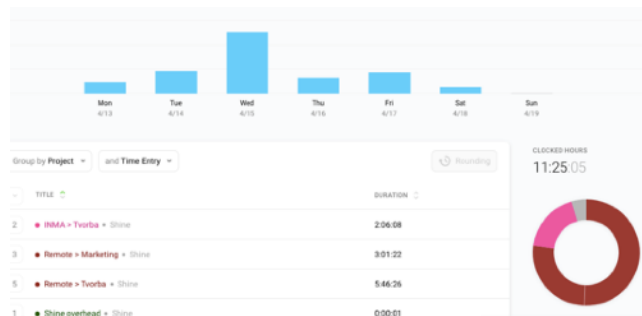 Mon Tue Wed Thu Fri Sat Sun
4/13 4/14 4/15 4/16 4/17 4/18 4/19
Group by Project and Time Entry Rounding
CLOCKED HOURS
11:25:05
TITLE DURATION
2 INMA > Tvorba • Shine 2:06:08
3 Remote > Marketing • Shine 3:01:22
5 Remote > Tvorba • Shine 5:46:26
1 Shine overhead • Shine 0:00:01